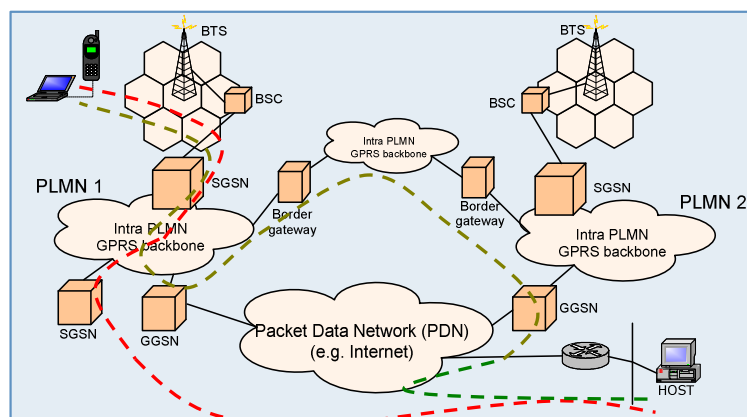 BTS
BTS
BSC
BSC
Intra PLMN
GPRS backbone
SGSN
SGSN
PLMN 1
PLMN 2
Border
gateway
Border
gateway
Intra PLMN
GPRS backbone
Intra PLMN
GPRS backbone
SGSN
GGSN
GGSN
Packet Data Network (PDN)
(e.g. Internet)
HOST